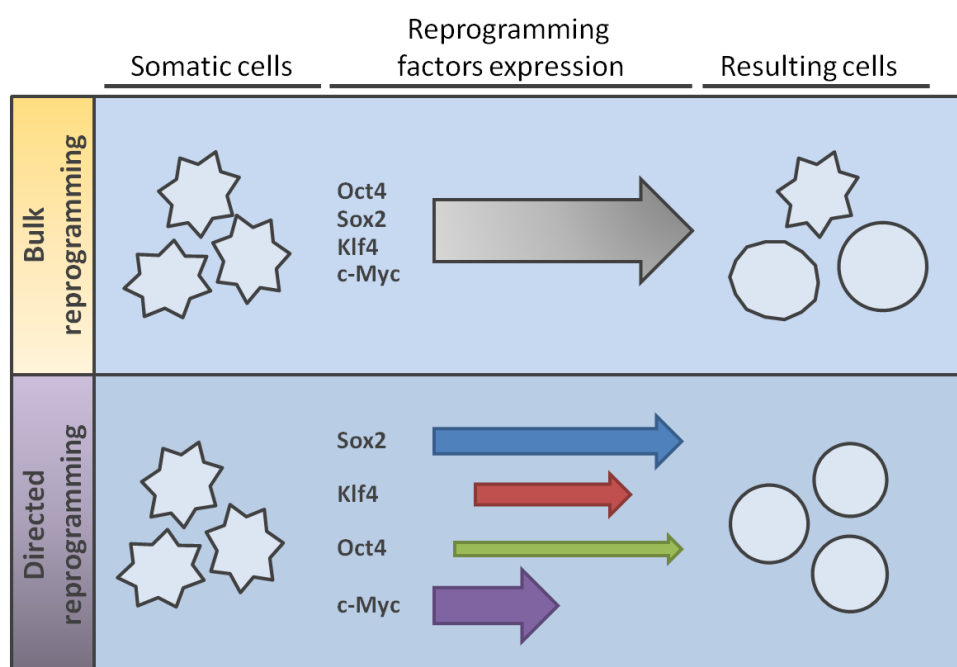 Somatic cells
Reprogramming
factors expression
Resulting cells
Bulk
reprogramming
Oct4
Sox2
Klf4
c-Myc
Directed
reprogramming
Sox2
Klf4
Oct4
c-Myc